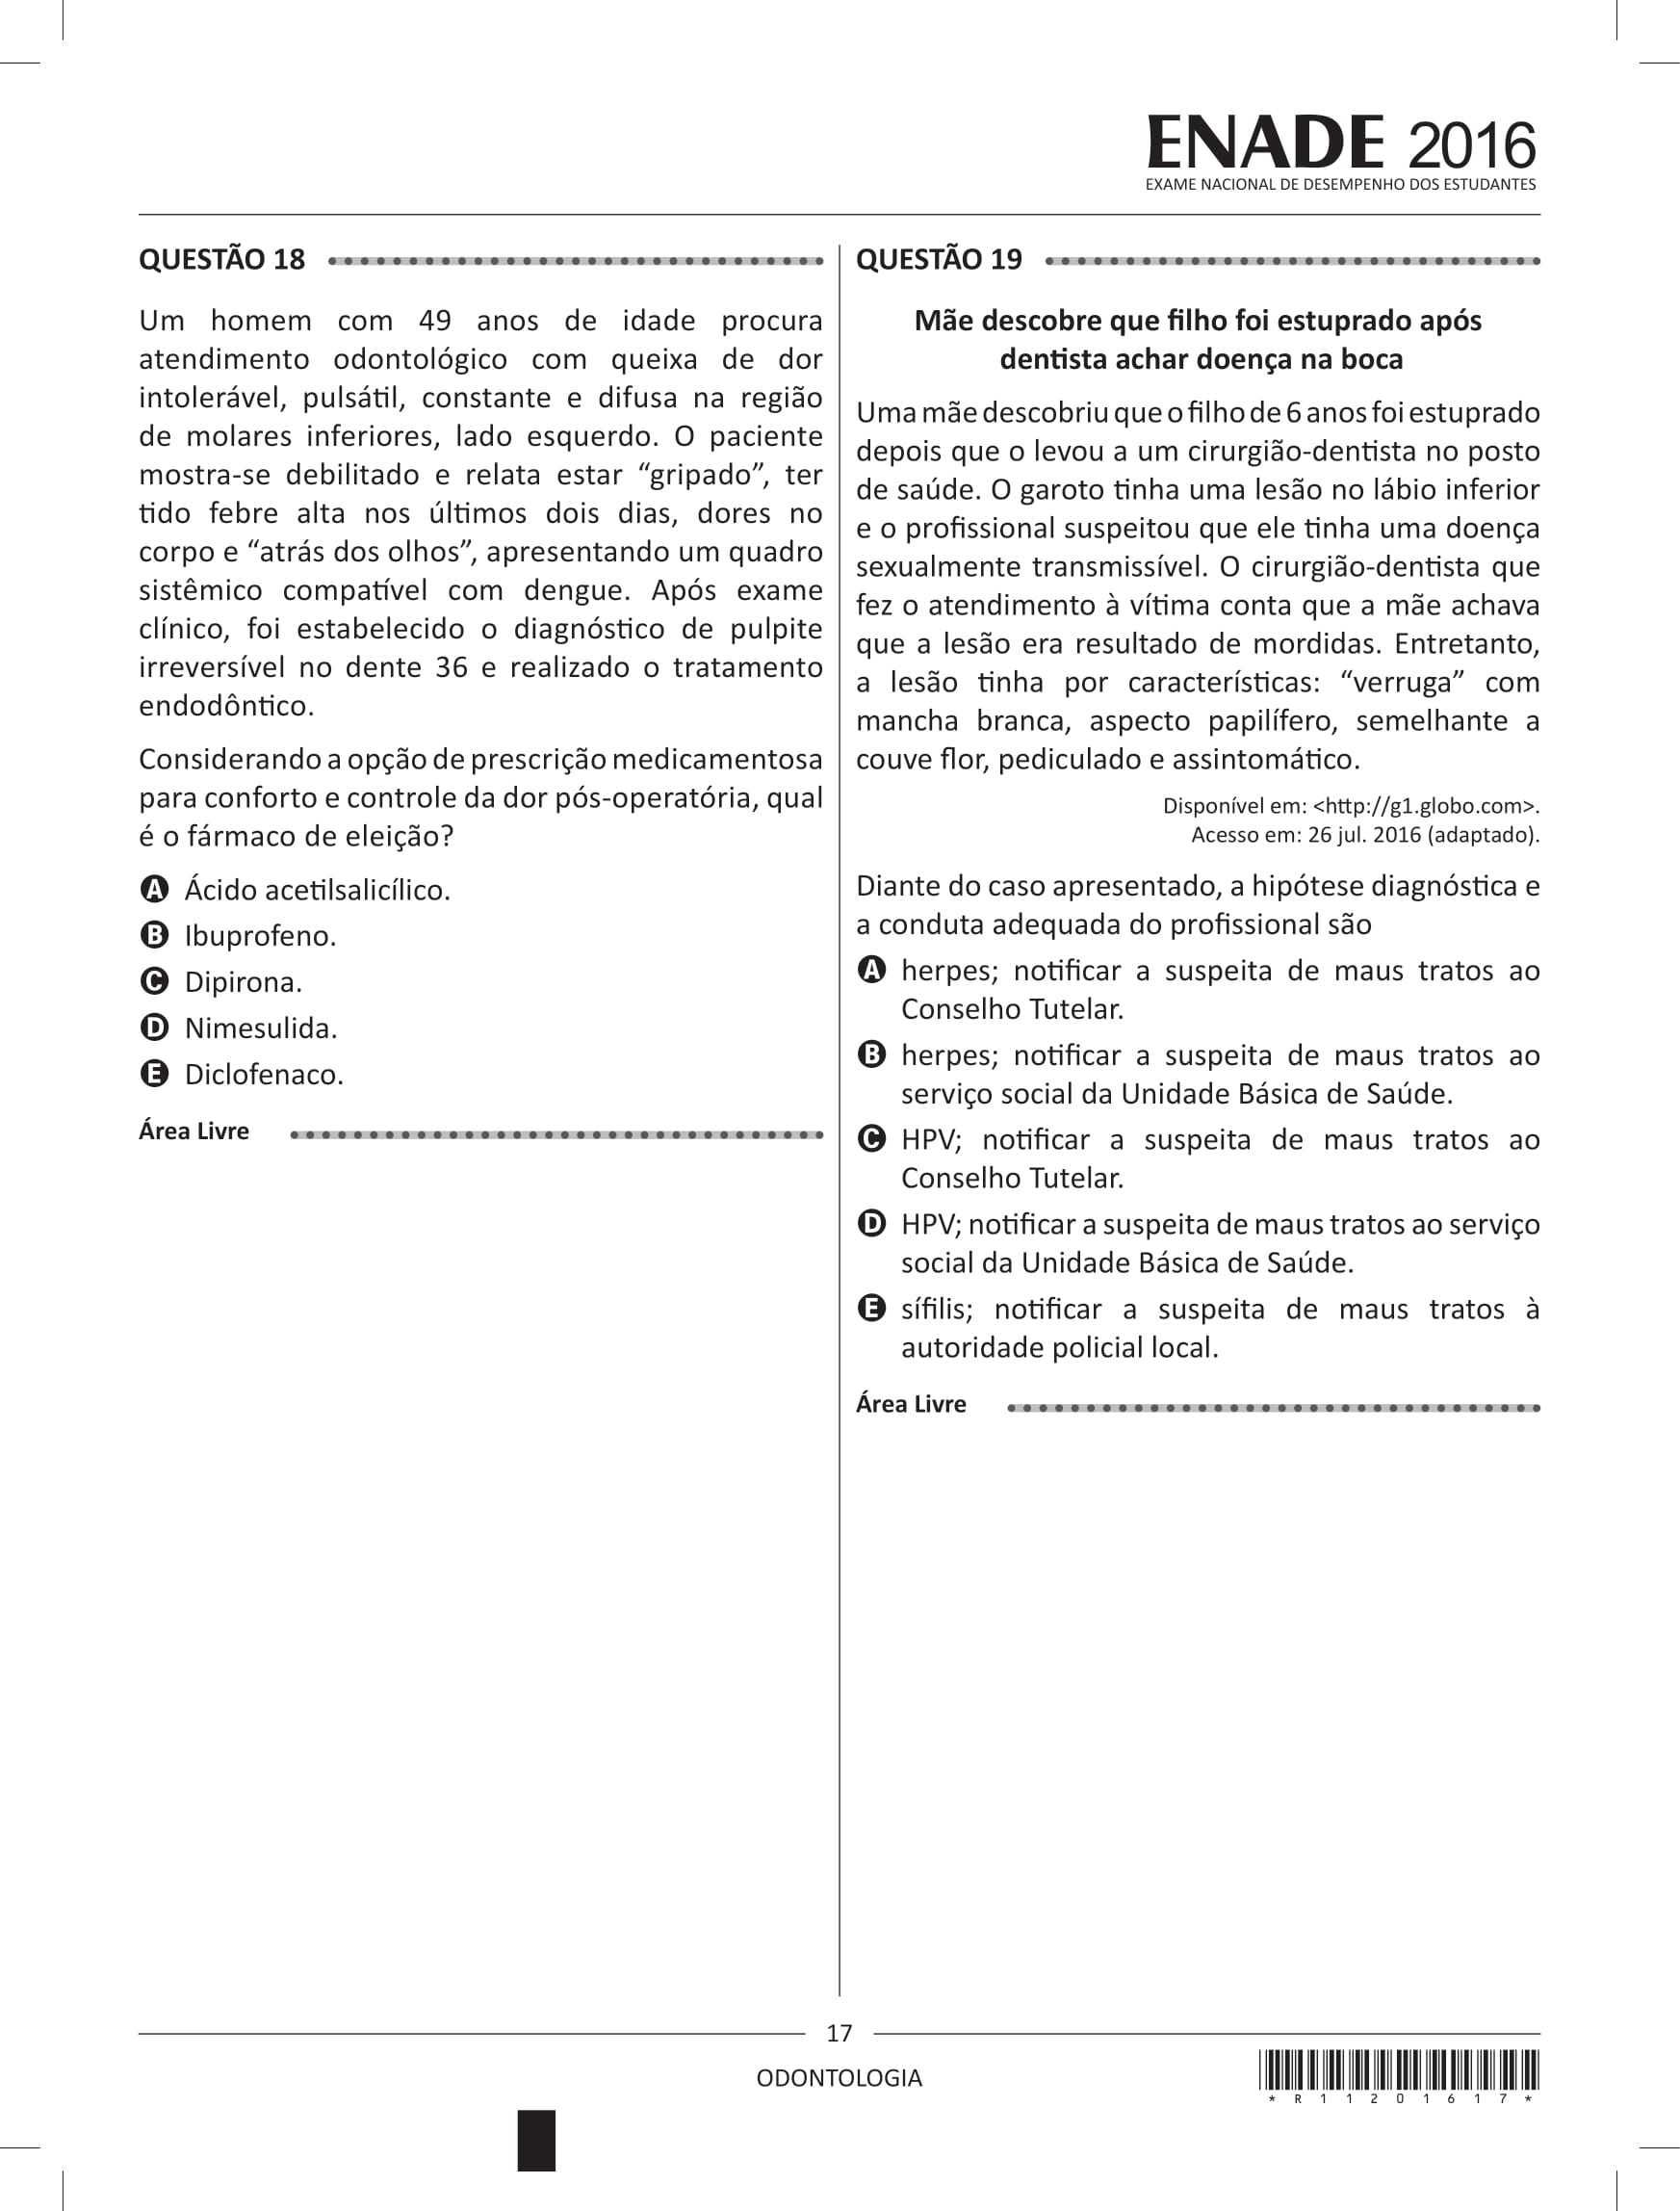 ENADE 2016
EXAME NACIONAL DE DESEMPENHO DOS ESTUDANTES
QUESTÃO 18
Um homem com 49 anos de idade procura
atendimento odontológico com queixa de dor
intolerável, pulsátil, constante e difusa na região
de molares inferiores, lado esquerdo. O paciente
mostra-se debilitado e relata estar “gripado”, ter
tido febre alta nos últimos dois dias, dores no
corpo e “atrás dos olhos”, apresentando um quadro
sistêmico compatível com dengue. Após exame
clínico, foi estabelecido o diagnóstico de pulpite
irreversível no dente 36 e realizado o tratamento
endodôntico.
Considerando a opção de prescrição medicamentosa
para conforto e controle da dor pós-operatória, qual
é o fármaco de eleição?
A Ácido acetilsalicílico.
B Ibuprofeno.
C Dipirona.
D Nimesulida.
E Diclofenaco.
Área Livre
QUESTÃO 19
Mãe descobre que filho foi estuprado após
dentista achar doença na boca
Uma mãe descobriu que o filho de 6 anos foi estuprado
depois que o levou a um cirurgião-dentista no posto
de saúde. O garoto tinha uma lesão no lábio inferior
e o profissional suspeitou que ele tinha uma doença
sexualmente transmissível. O cirurgião-dentista que
fez o atendimento à vítima conta que a mãe achava
que a lesão era resultado de mordidas. Entretanto,
a lesão tinha por características: “verruga” com
mancha branca, aspecto papilífero, semelhante a
couve flor, pediculado e assintomático.
Disponível em: <http://g1.globo.com>.
Acesso em: 26 jul. 2016 (adaptado).
Diante do caso apresentado, a hipótese diagnóstica e
a conduta adequada do profissional são
A herpes; notificar a suspeita de maus tratos ao
Conselho Tutelar.
B herpes; notificar a suspeita de maus tratos ao
serviço social da Unidade Básica de Saúde.
C HPV; notificar a suspeita de maus tratos ao
Conselho Tutelar.
D HPV; notificar a suspeita de maus tratos ao serviço
social da Unidade Básica de Saúde.
E sífilis; notificar a suspeita de maus tratos à
autoridade policial local.
Área Livre
17
ODONTOLOGIA
* R 1 1 2 0 1 6 1 7 *